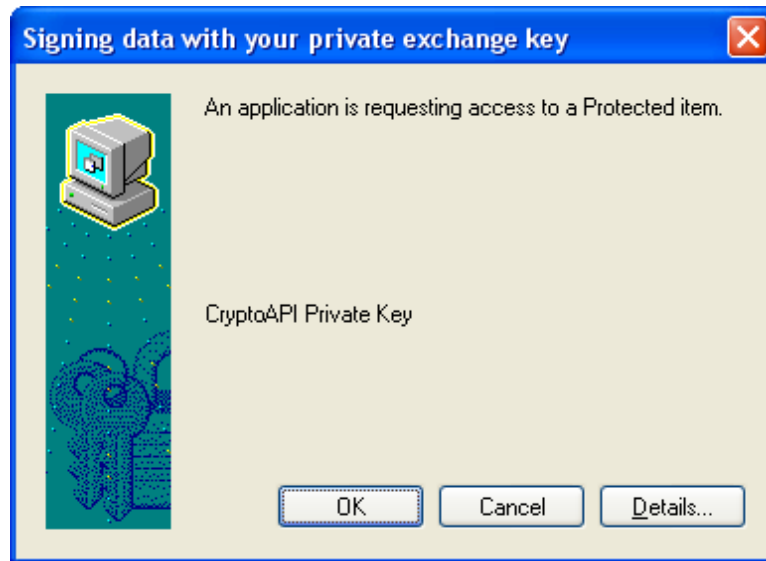 Signing data with your private exchange key
An application is requesting access to a Protected item.
CryptoAPI Private Key
OK Cancel Details...